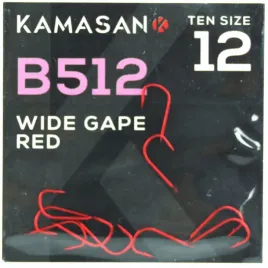 KAMASAN K
TEN SIZE
12
B512
WIDE GAPE
RED